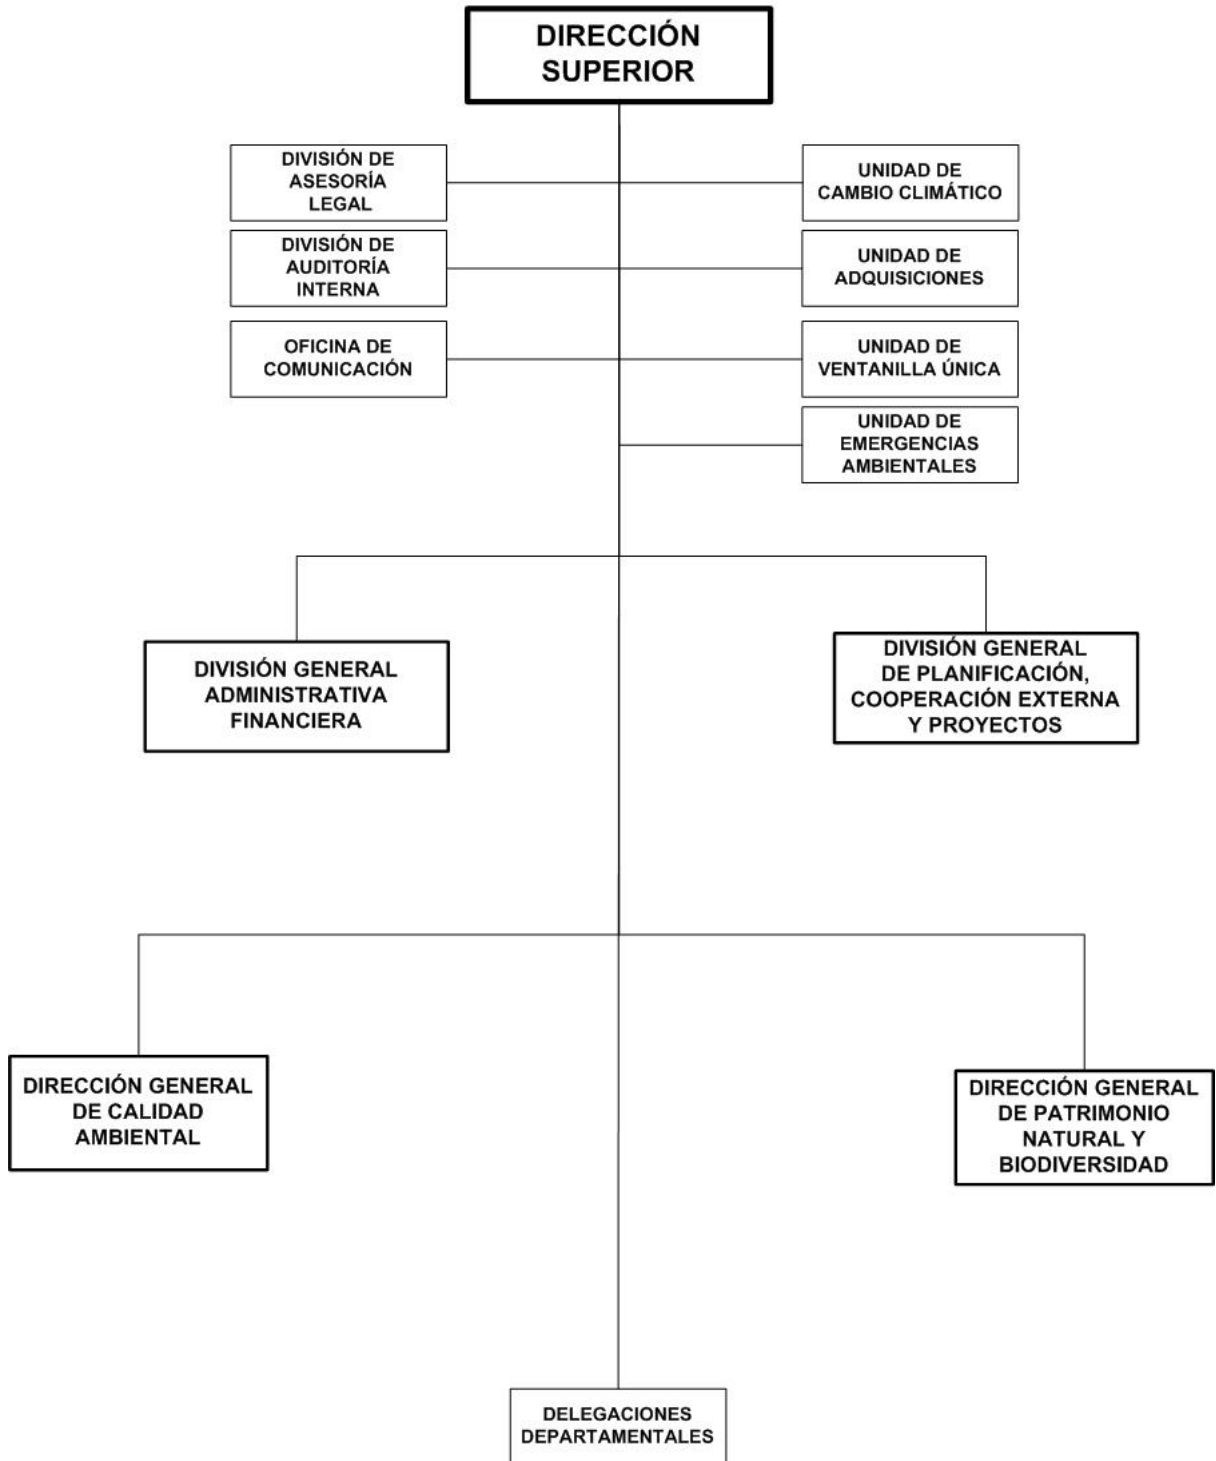 DIRECCIÓN
SUPERIOR
DIVISIÓN DE
ASESORÍA
LEGAL
UNIDAD DE
CAMBIO CLIMÁTICO
DIVISIÓN DE
AUDITORÍA
INTERNA
UNIDAD DE
ADQUISICIONES
OFICINA DE
COMUNICACIÓN
UNIDAD DE
VENTANILLA ÚNICA
UNIDAD DE
EMERGENCIAS
AMBIENTALES
DIVISIÓN GENERAL
ADMINISTRATIVA
FINANCIERA
DIVISIÓN GENERAL
DE PLANIFICACIÓN,
COOPERACIÓN EXTERNA
Y PROYECTOS
DIRECCIÓN GENERAL
DE CALIDAD
AMBIENTAL
DIRECCIÓN GENERAL
DE PATRIMONIO
NATURAL Y
BIODIVERSIDAD
DELEGACIONES
DEPARTAMENTALES